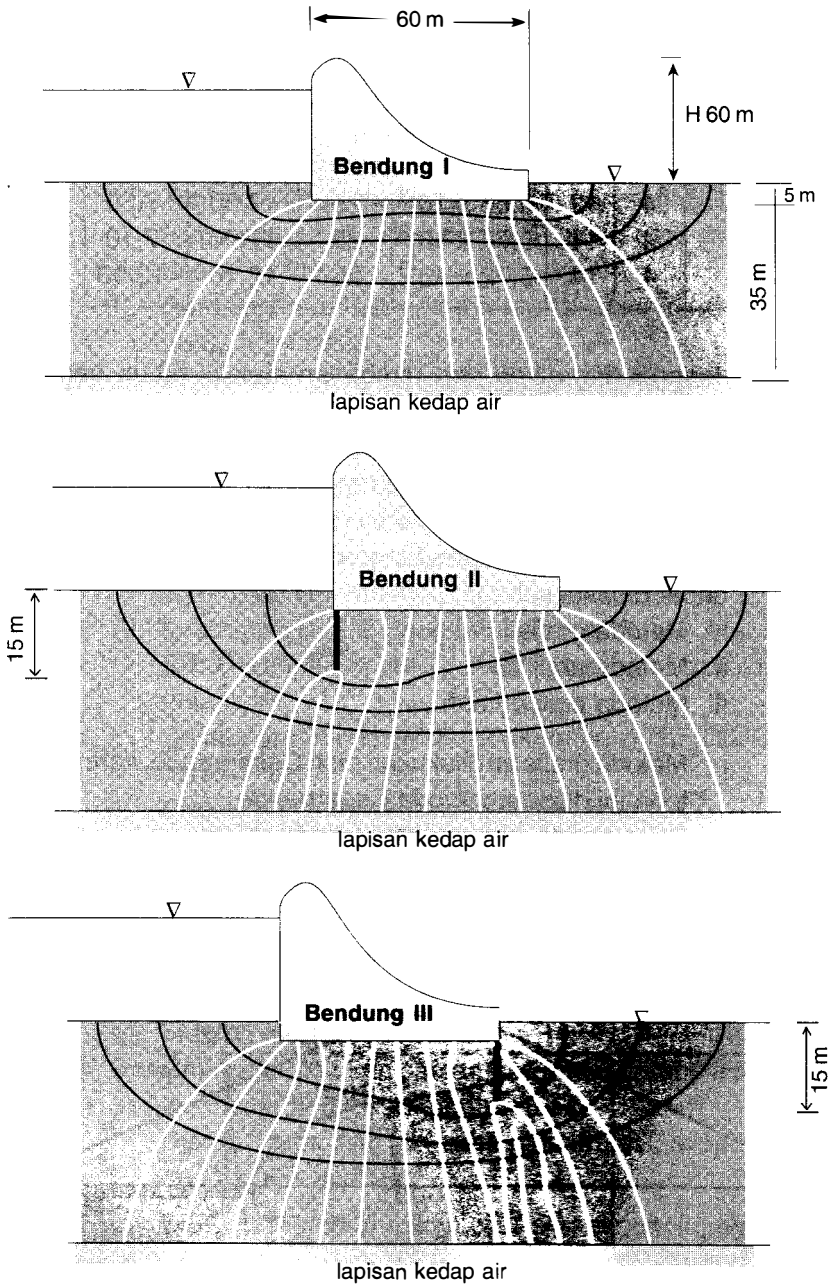 60 m
H 60 m
Bendung I
5 m
35 m
lapisan kedap air
Bendung II
15 m
lapisan kedap air
Bendung III
15 m
lapisan kedap air